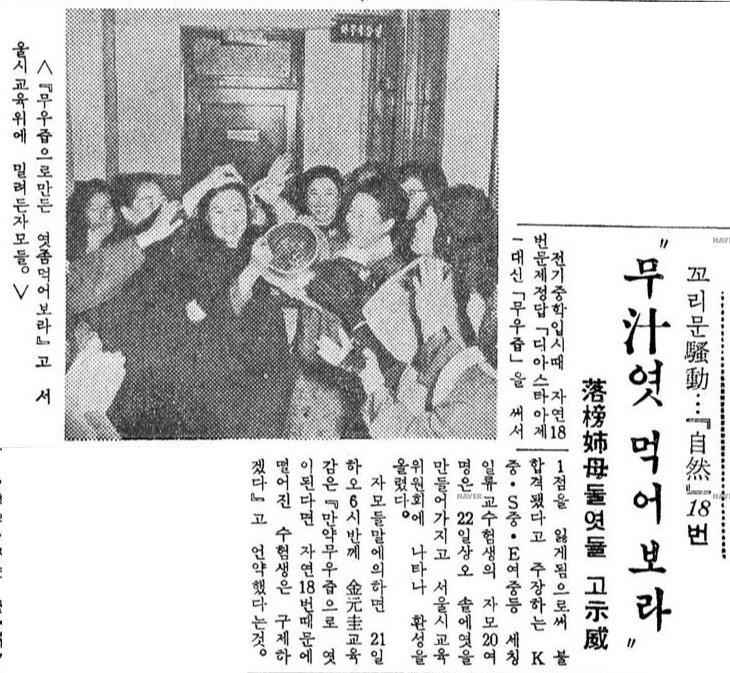 꼬리문騷動…『自然』18번
"무汁엿 먹어보라"
落榜姉母들엿들고示威
전기중학입시때 자연18
번문제정답「디아스타아제
」대신「무우즙」을 써서
1점을 잃게됨으로써 불
합격됐다고 주장하는 K
중·S중·E여중등 세칭
일류교수험생의 자모20여
명은 22일상오 솥에엿을
만들어가지고 서울시교육
위원회에 나타나 환성을
올렸다。
자모들말에의하면 21일
하오6시반께 金元圭교육
감은『만약무우즙으로 엿
이된다면 자연18번때문에
떨어진 수험생은 구제하
겠다』고 언약했다는것。
<『무우즙으로만든 엿좀먹어보라』고 서
울시교육위에 밀려든자모들。>
NAVER
NAVER
NAVER
NAVER